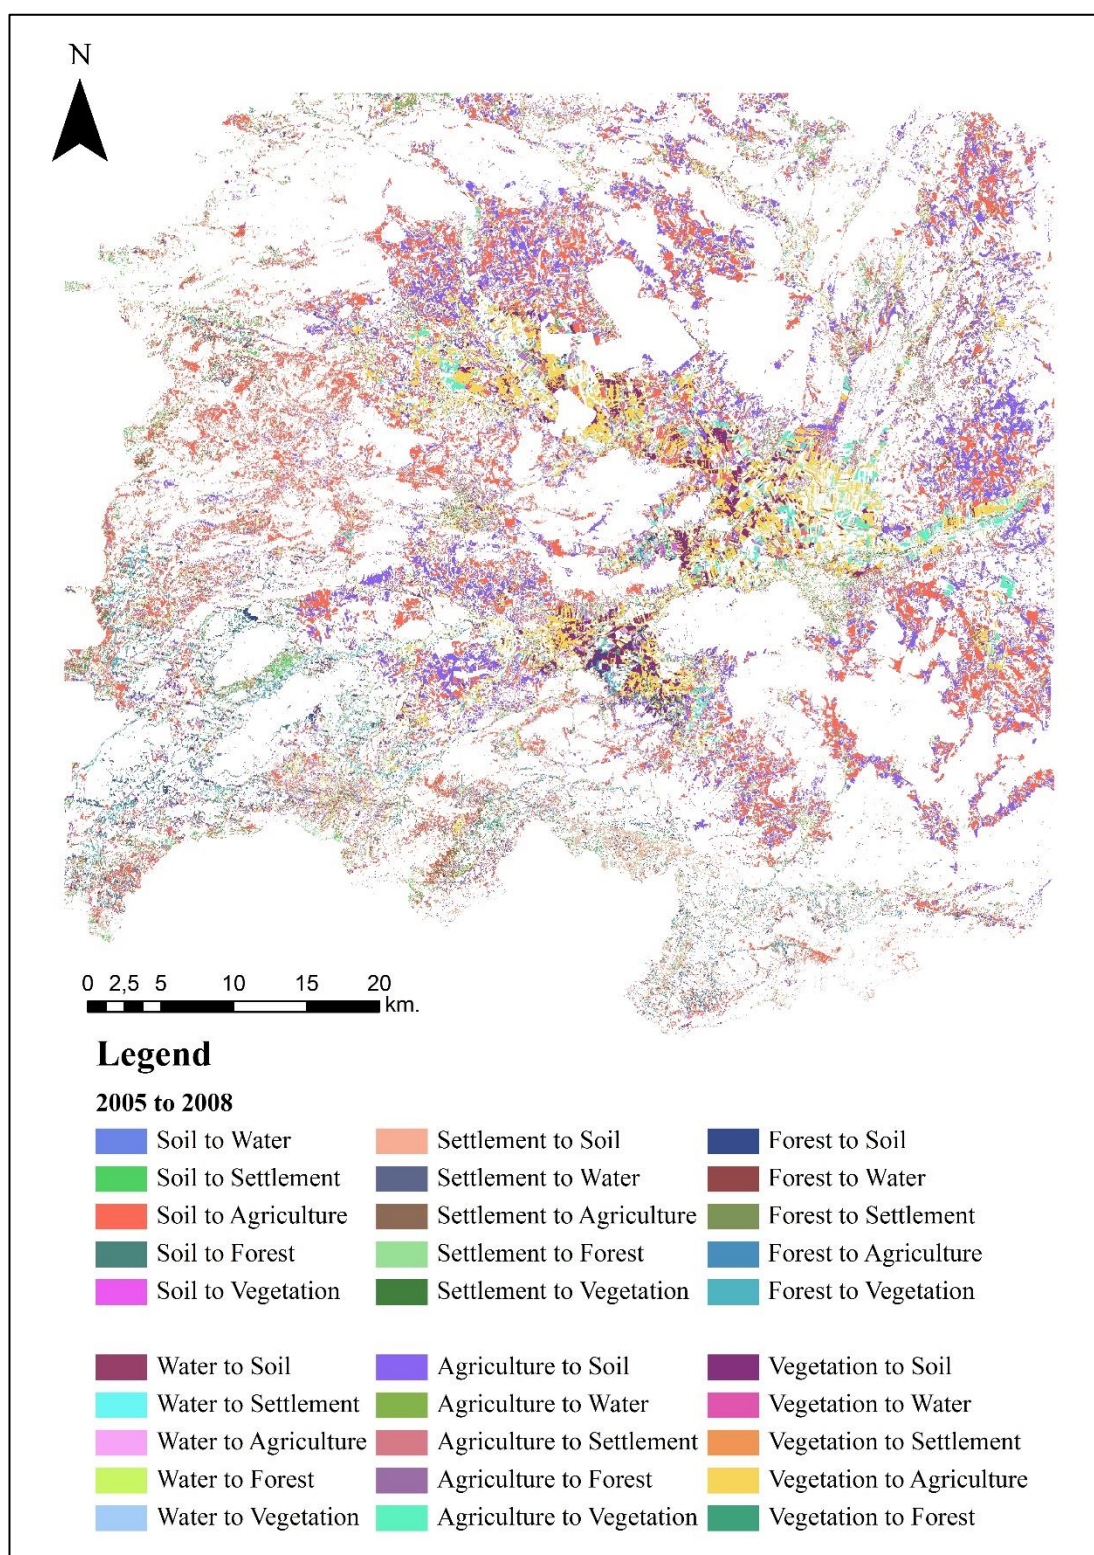 N
0 2,5 5 10 15 20
km.
Legend
2005 to 2008
Soil to Water Settlement to Soil Forest to Soil
Soil to Settlement Settlement to Water Forest to Water
Soil to Agriculture Settlement to Agriculture Forest to Settlement
Soil to Forest Settlement to Forest Forest to Agriculture
Soil to Vegetation Settlement to Vegetation Forest to Vegetation
Water to Soil Agriculture to Soil Vegetation to Soil
Water to Settlement Agriculture to Water Vegetation to Water
Water to Agriculture Agriculture to Settlement Vegetation to Settlement
Water to Forest Agriculture to Forest Vegetation to Agriculture
Water to Vegetation Agriculture to Vegetation Vegetation to Forest